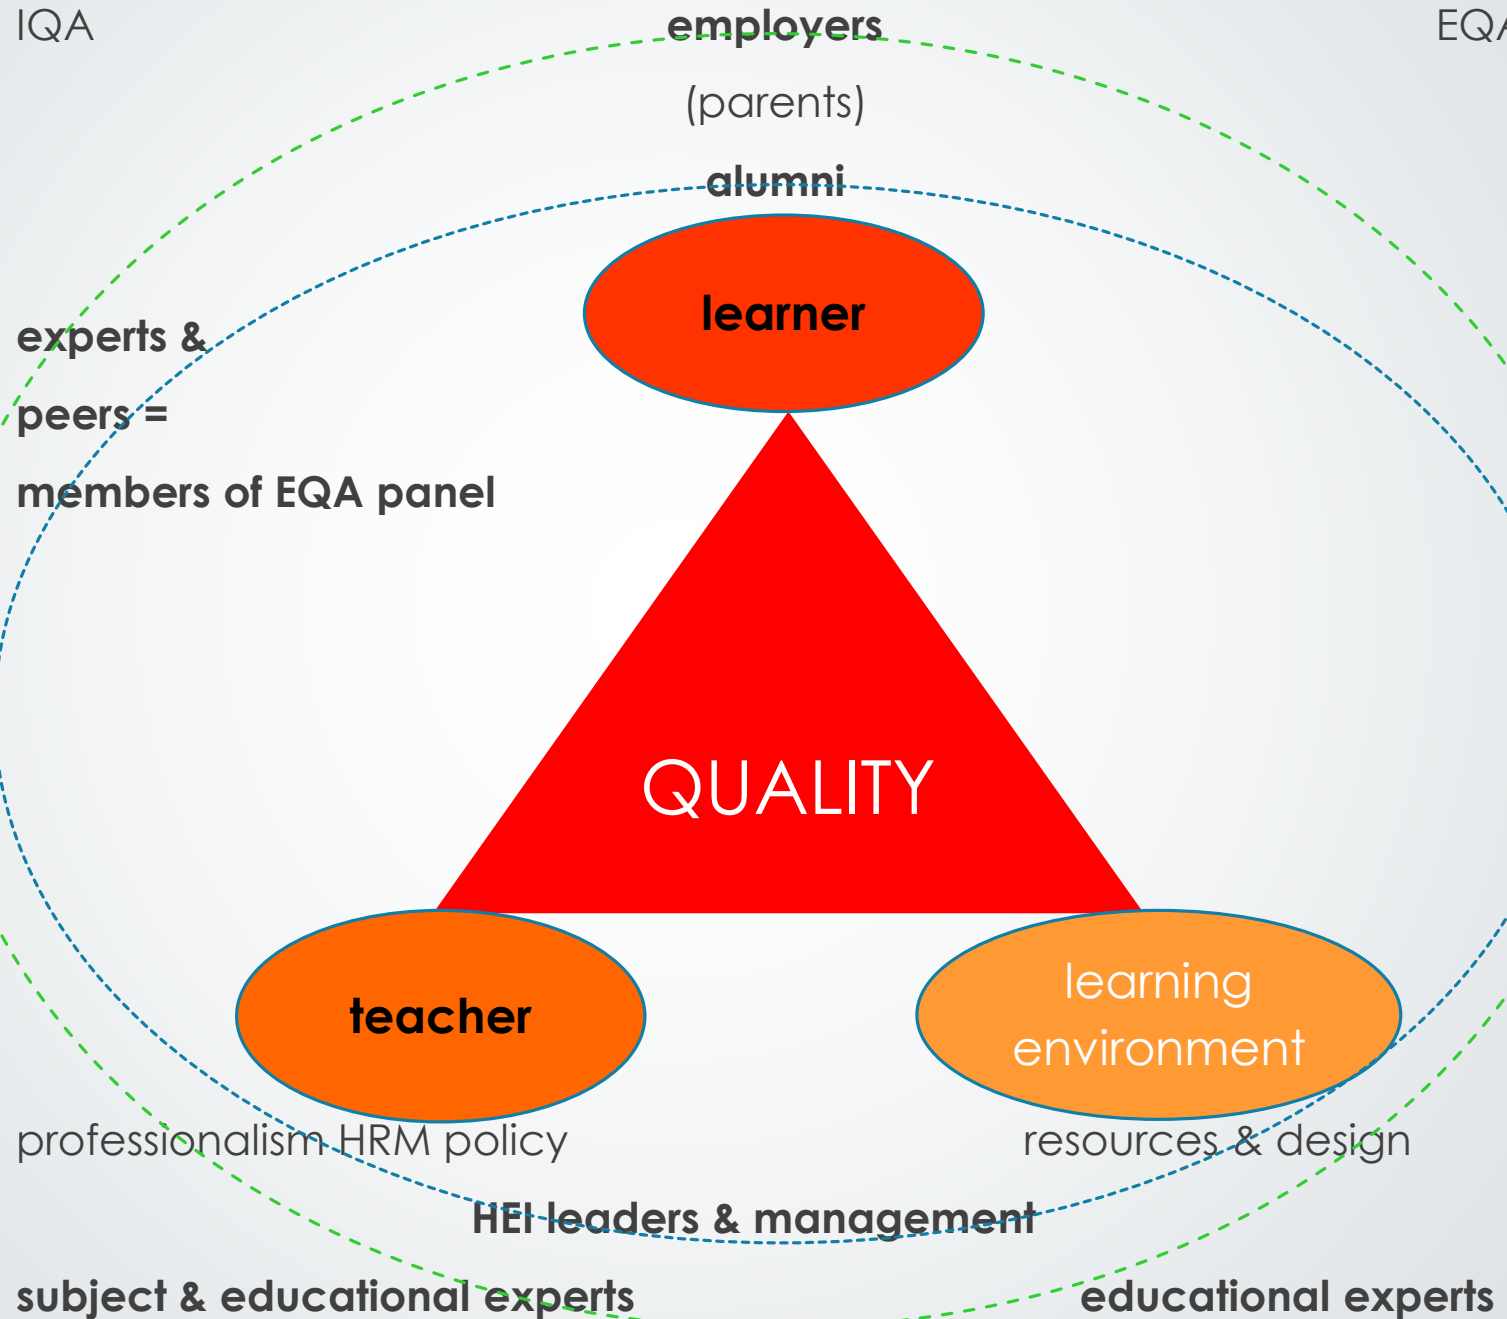 IQA employers EQA
(parents)
alumni
learner
experts &
peers =
members of EQA panel
QUALITY
teacher
learning
environment
professionalism HRM policy resources & design
HEI leaders & management
subject & educational experts educational experts